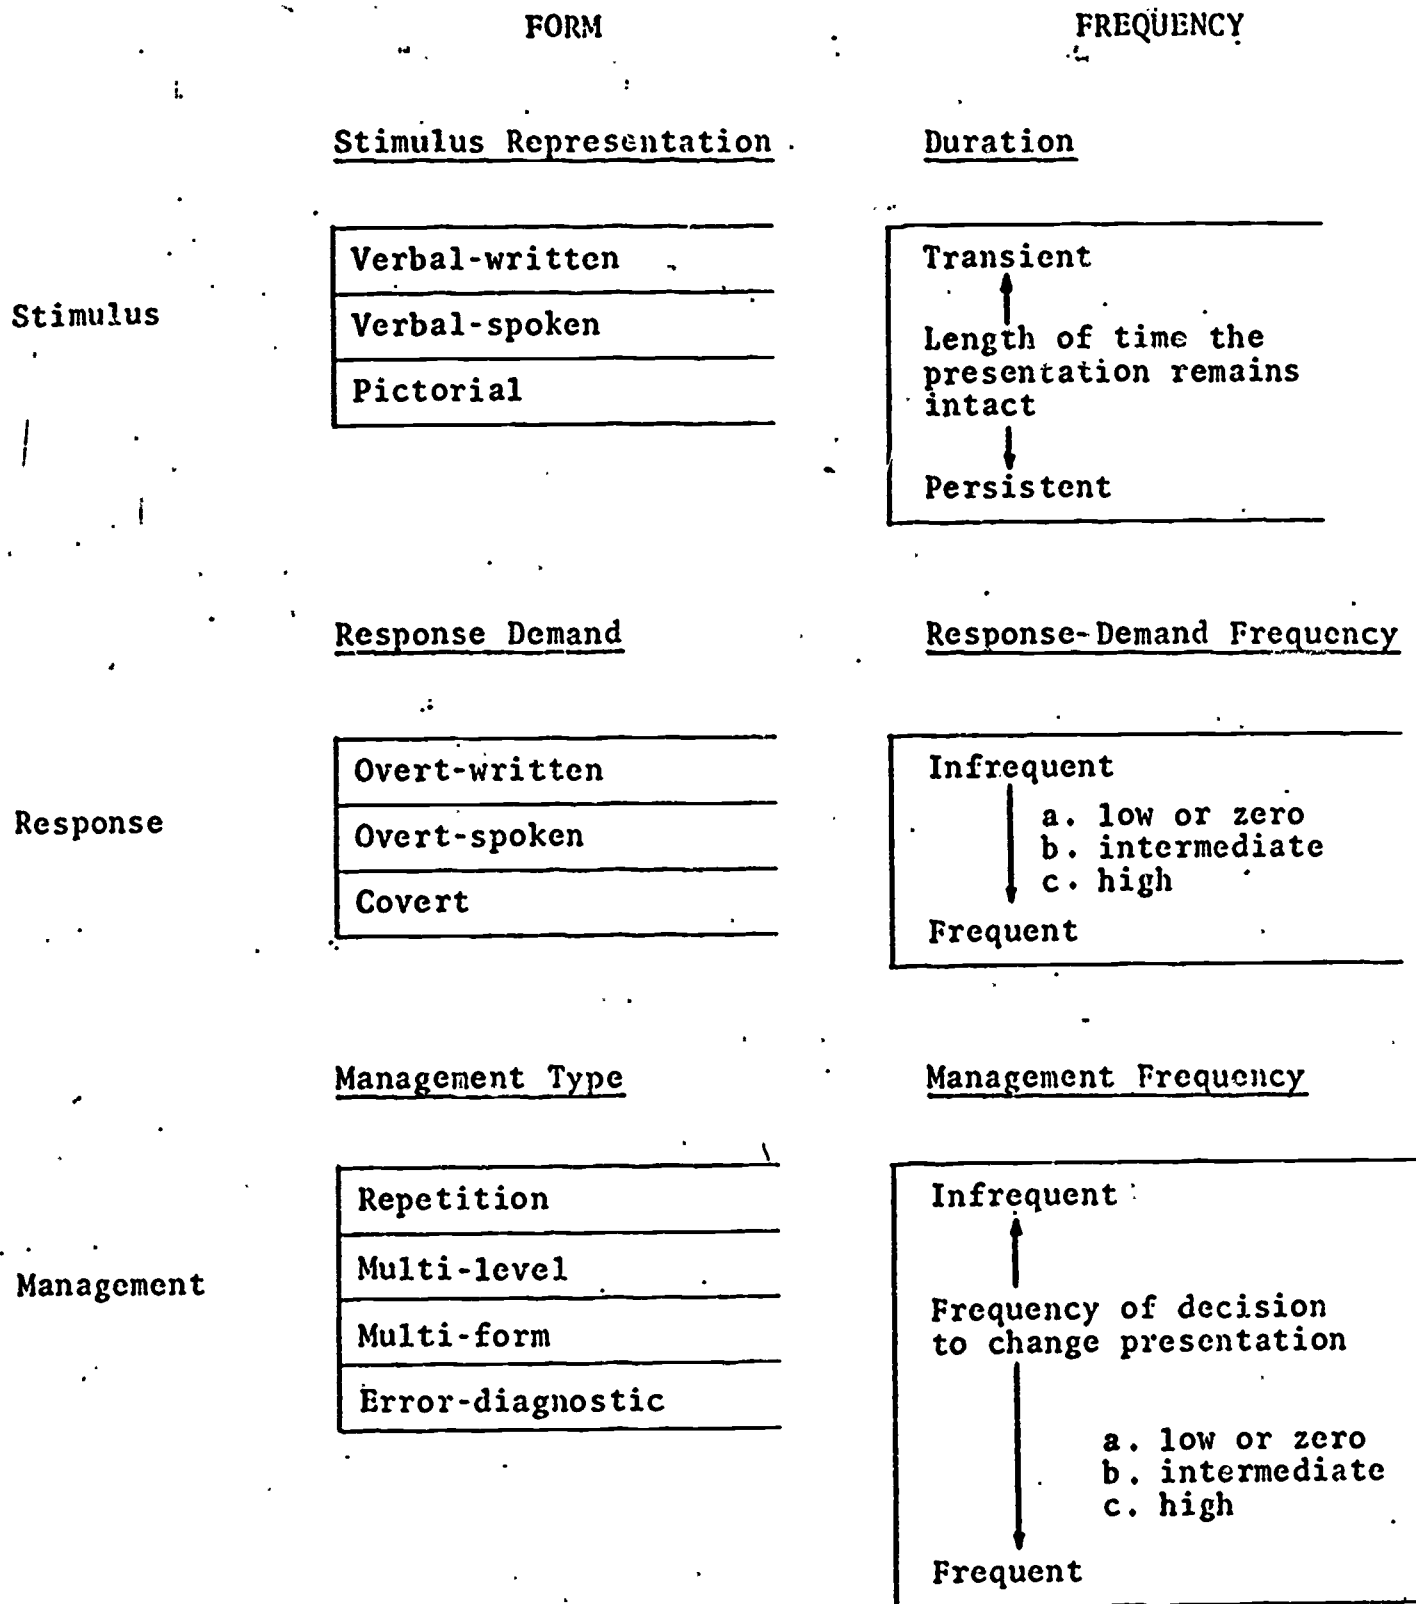 FORM FREQUENCY
Stimulus Representation Duration
Stimulus
Verbal-written
Verbal-spoken
Pictorial
Transient
Length of time the
presentation remains
intact
Persistent
Response Demand Response-Demand Frequency
Response
Overt-written
Overt-spoken
Covert
Infrequent
a. low or zero
b. intermediate
c. high
Frequent
Management Type Management Frequency
Management
Repetition
Multi-level
Multi-form
Error-diagnostic
Infrequent
Frequency of decision
to change presentation
a. low or zero
b. intermediate
c. high
Frequent